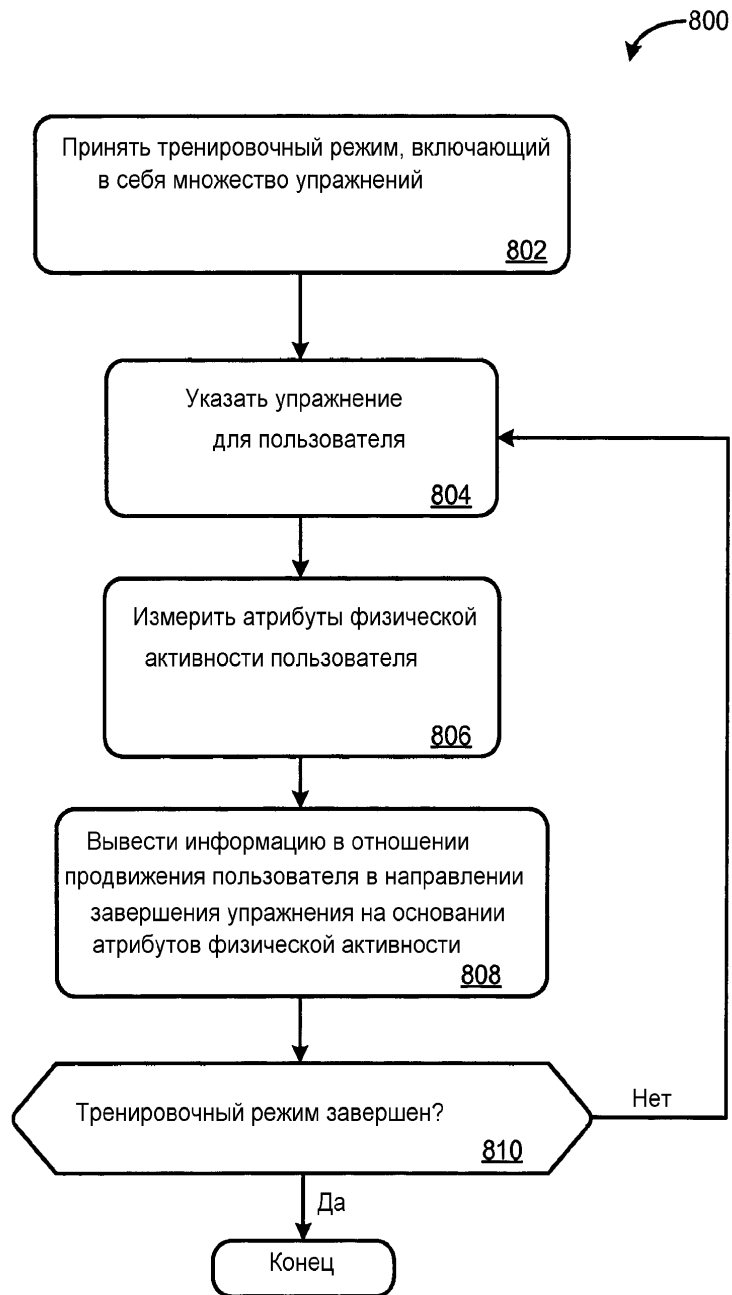 800
Принять тренировочный режим, включающий
в себя множество упражнений
802
Указать упражнение
для пользователя
804
Измерить атрибуты физической
активности пользователя
806
Вывести информацию в отношении
продвижения пользователя в направлении
завершения упражнения на основании
атрибутов физической активности
808
Тренировочный режим завершен?
810
Нет
Да
Конец